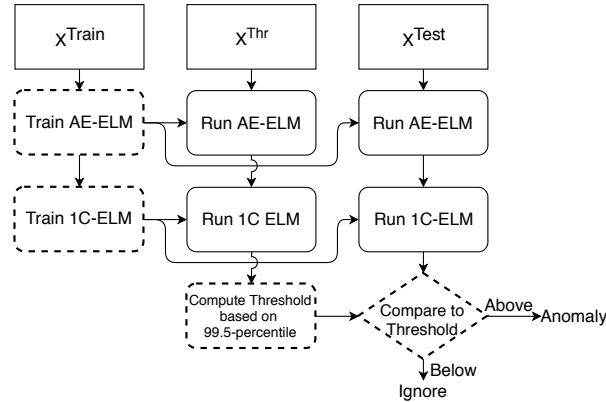 X^Train
X^Thr
X^Test
Train AE-ELM
Run AE-ELM
Run AE-ELM
Train 1C-ELM
Run 1C ELM
Run 1C-ELM
Compute Threshold
based on
99.5-percentile
Compare to
Threshold
Above
Anomaly
Below
Ignore